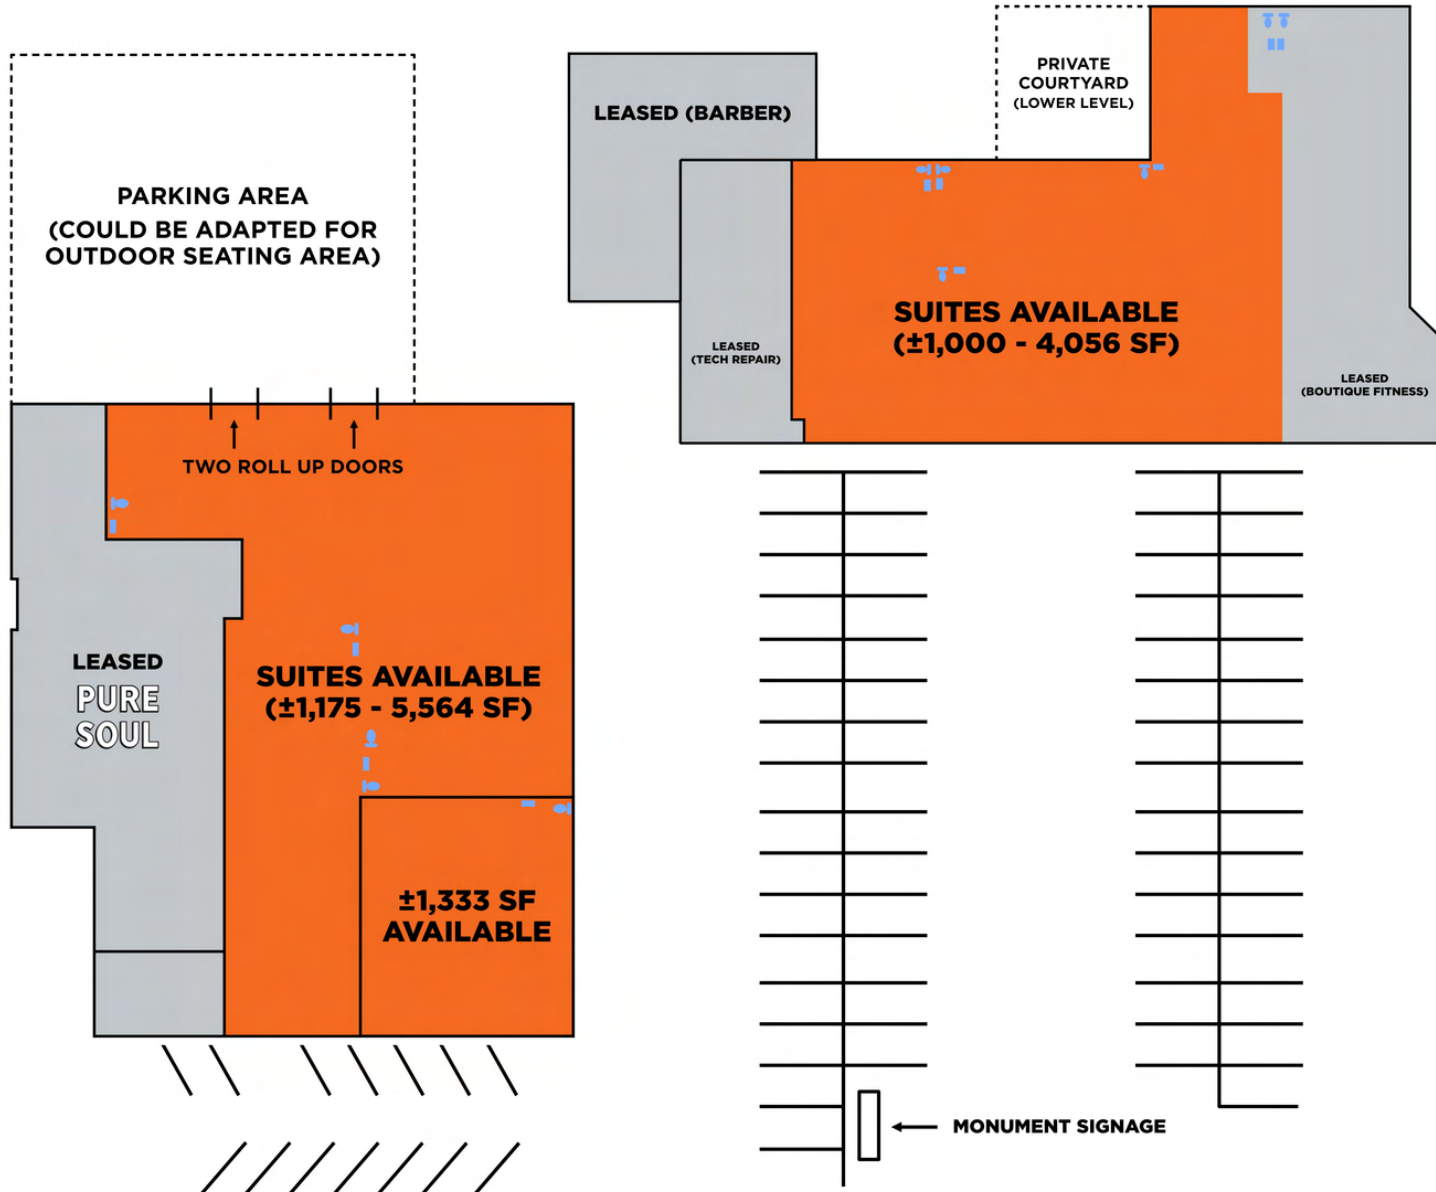 PARKING AREA
(COULD BE ADAPTED FOR
OUTDOOR SEATING AREA)
TWO ROLL UP DOORS
LEASED
PURE
SOUL
SUITES AVAILABLE
(±1,175 - 5,564 SF)
±1,333 SF
AVAILABLE
LEASED (BARBER)
PRIVATE
COURTYARD
(LOWER LEVEL)
LEASED
(TECH REPAIR)
SUITES AVAILABLE
(±1,000 - 4,056 SF)
LEASED
(BOUTIQUE FITNESS)
MONUMENT SIGNAGE